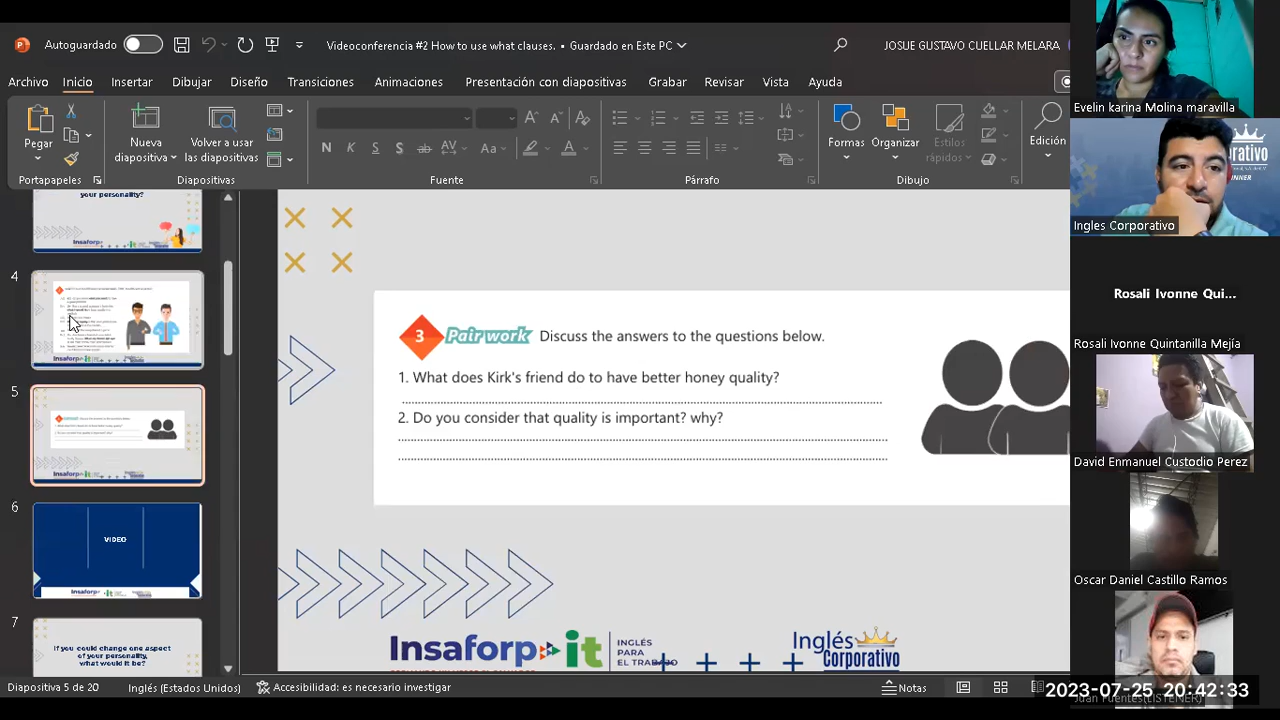 Autoguardado
Videoconferencia #2 How to use what clauses. • Guardado en Este PC
JOSUE GUSTAVO CUELLAR MELARA
Archivo Inicio Insertar Dibujar Diseño Transiciones Animaciones Presentación con diapositivas Grabar Revisar Vista Ayuda
Pegar
Nueva diapositiva
Volver a usar las diapositivas
Formas
Organizar
Estilos rápidos
Edición
Portapapeles
Diapositivas
Fuente
Párrafo
Dibujo
your personality?
4
5
6
VIDEO
7
If you could change one aspect
of your personality,
what would it be?
3 Pair work Discuss the answers to the questions below.
1. What does Kirk's friend do to have better honey quality?
2. Do you consider that quality is important? why?
Insaforp it
INGLÉS
PARA
EL TRABAJO
Inglés
Corporativo
Diapositiva 5 de 20
Inglés (Estados Unidos)
Accesibilidad: es necesario investigar
Notas
Evelin karina Molina maravilla
Ingles Corporativo
Rosali Ivonne Qui...
Rosali Ivonne Quintanilla Mejía
David Enmanuel Custodio Perez
Oscar Daniel Castillo Ramos
Juan Fuentes(LISTENER)
2023-07-25 20:42:33